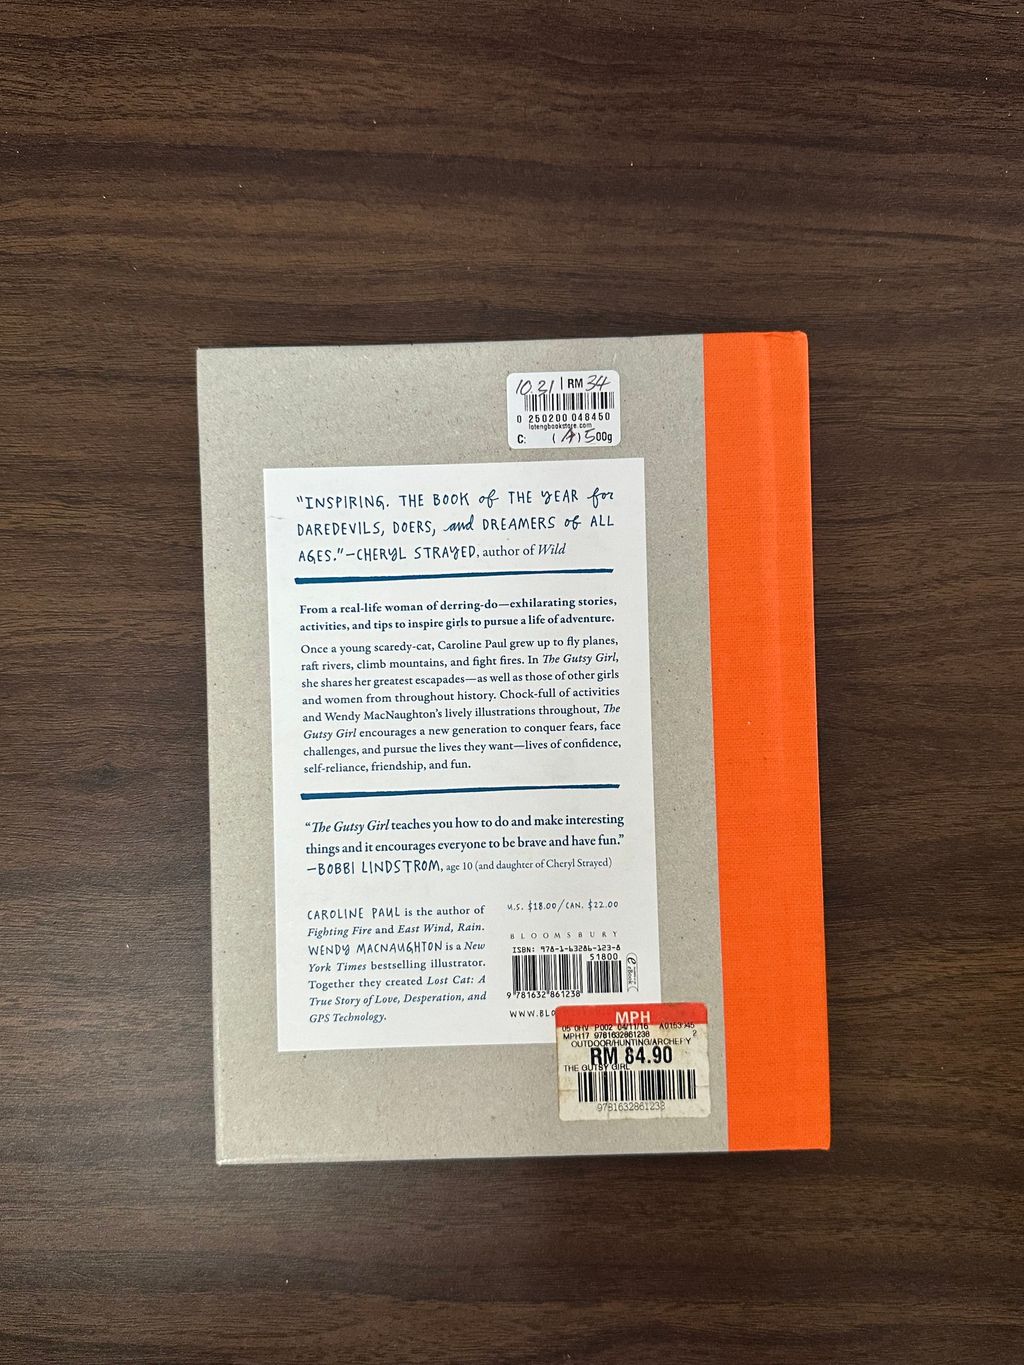 10.21 | RM 34
0 250200 048450
lotengbookstore.com
C: (A) 500g
"INSPIRING. THE BOOK of THE YEAR for
DAREDEVILS, DOERS, and DREAMERS of ALL
AGES."—CHERYL STRAYED, author of Wild
From a real-life woman of derring-do—exhilarating stories,
activities, and tips to inspire girls to pursue a life of adventure.
Once a young scaredy-cat, Caroline Paul grew up to fly planes,
raft rivers, climb mountains, and fight fires. In The Gutsy Girl,
she shares her greatest escapades—as well as those of other girls
and women from throughout history. Chock-full of activities
and Wendy MacNaughton's lively illustrations throughout, The
Gutsy Girl encourages a new generation to conquer fears, face
challenges, and pursue the lives they want—lives of confidence,
self-reliance, friendship, and fun.
"The Gutsy Girl teaches you how to do and make interesting
things and it encourages everyone to be brave and have fun."
—BOBBI LINDSTROM, age 10 (and daughter of Cheryl Strayed)
CAROLINE PAUL is the author of
Fighting Fire and East Wind, Rain.
WENDY MACNAUGHTON is a New
York Times bestselling illustrator.
Together they created Lost Cat: A
True Story of Love, Desperation, and
GPS Technology.
U.S. $18.00/CAN. $22.00
BLOOMSBURY
ISBN: 978-1-63286-123-8
51800
9 781632 861238
WWW.BLO
MPH
P002 04/11/16
MPH17 9781632861238 2
OUTDOOR/HUNTING/ARCHERY
RM 84.90
THE GUTSY GIRL
9781632861238